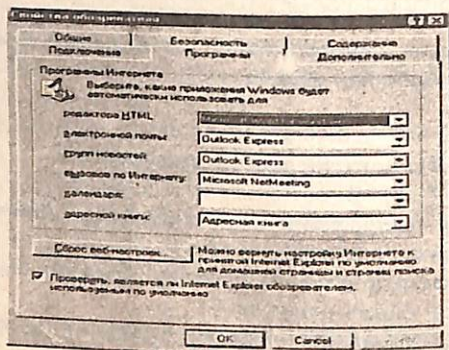 Свойства обозревателя
Общие Безопасность Содержание
Подключение Программы Дополнительно
Программы Интернета
Выберите, какие приложения Windows будет
автоматически использовать для
редактора HTML:
электронной почты: Outlook Express
групп новостей: Outlook Express
вызовов по Интернету: Microsoft NetMeeting
календаря:
адресной книги: Адресная книга
Сброс веб-настроек... Можно вернуть настройку Интернета к
принятой Internet Explorer по умолчанию
для домашней страницы и страниц поиска
Проверять, является ли Internet Explorer обозревателем,
используемым по умолчанию
OK Cancel